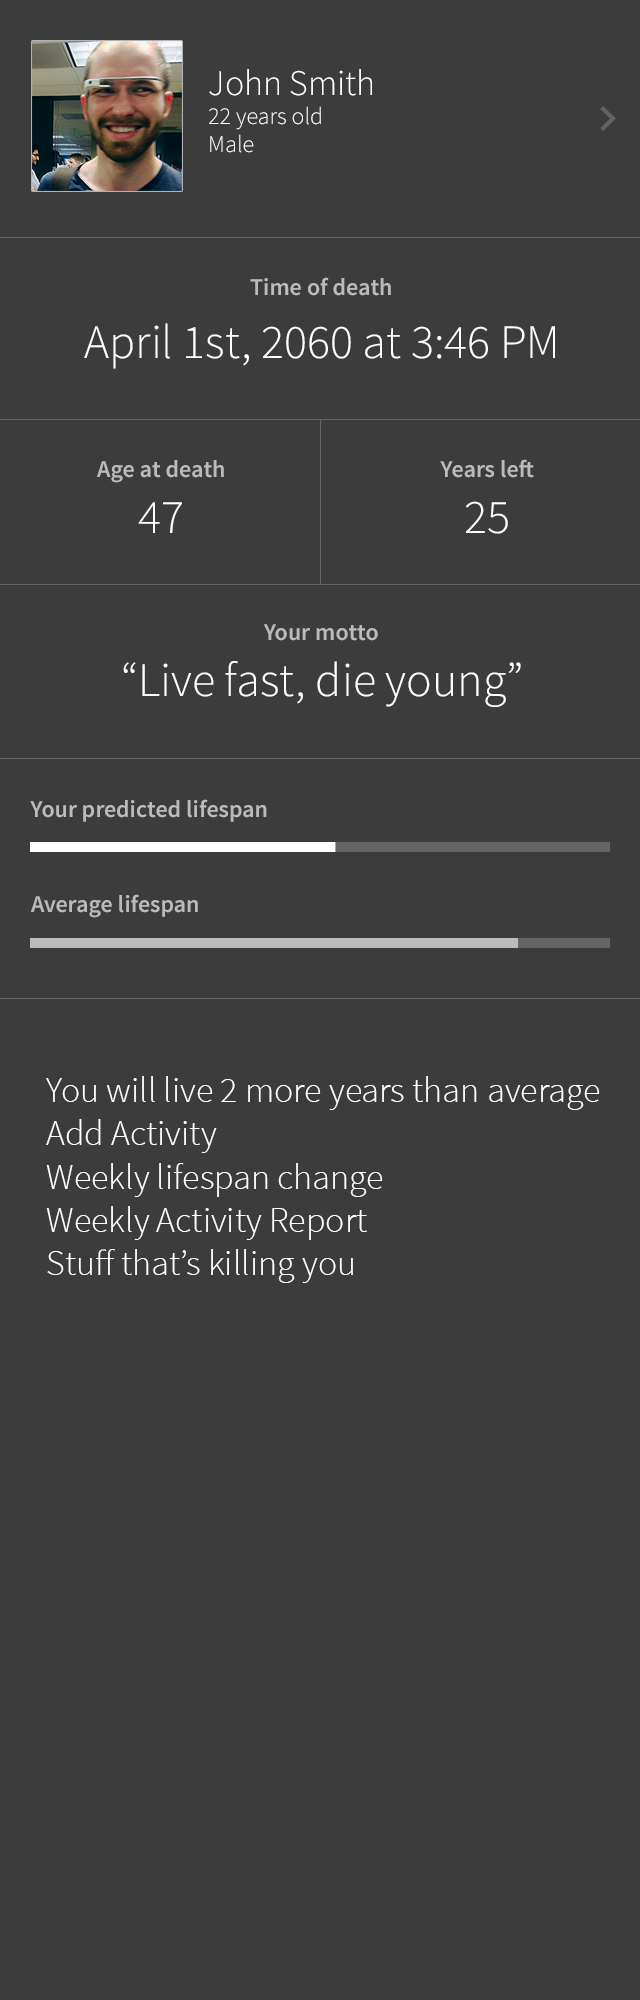 John Smith
22 years old
Male
Time of death
April 1st, 2060 at 3:46 PM
Age at death
47
Years left
25
Your motto
“Live fast, die young”
Your predicted lifespan
Average lifespan
You will live 2 more years than average
Add Activity
Weekly lifespan change
Weekly Activity Report
Stuff that’s killing you